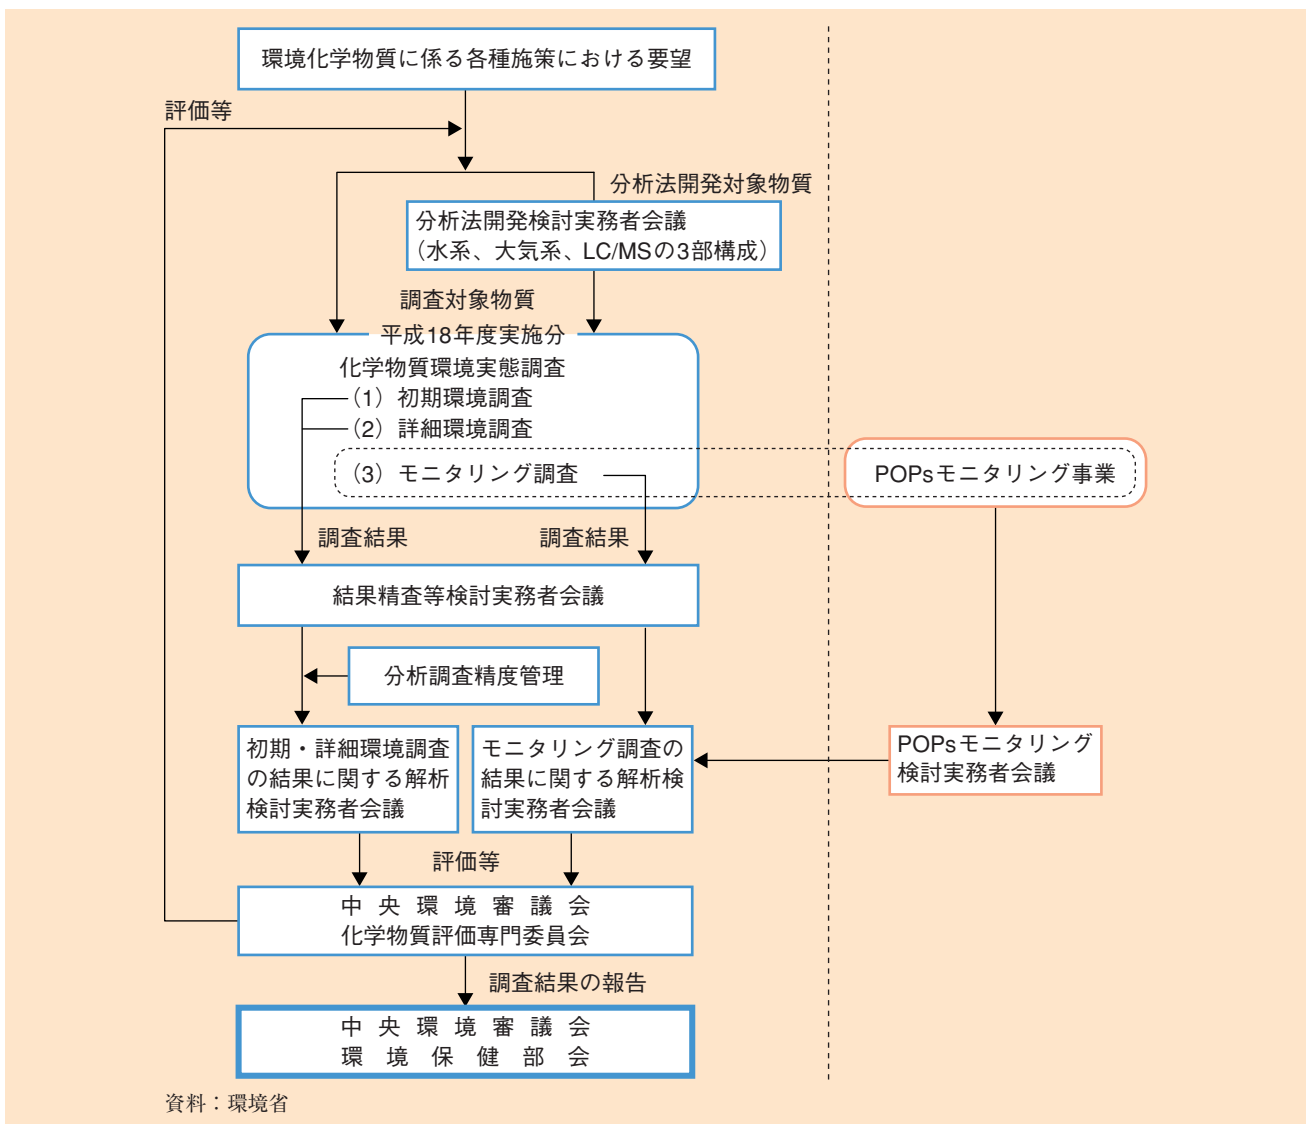 環境化学物質に係る各種施策における要望
評価等
分析法開発対象物質
分析法開発検討実務者会議
（水系、大気系、LC/MSの3部構成）
調査対象物質
平成18年度実施分
化学物質環境実態調査
（1）初期環境調査
（2）詳細環境調査
（3）モニタリング調査
POPsモニタリング事業
調査結果
調査結果
結果精査等検討実務者会議
分析調査精度管理
初期・詳細環境調査
の結果に関する解析
検討実務者会議
モニタリング調査の
結果に関する解析検
討実務者会議
POPsモニタリング
検討実務者会議
評価等
中央環境審議会
化学物質評価専門委員会
調査結果の報告
中央環境審議会
環境保健部会
資料：環境省